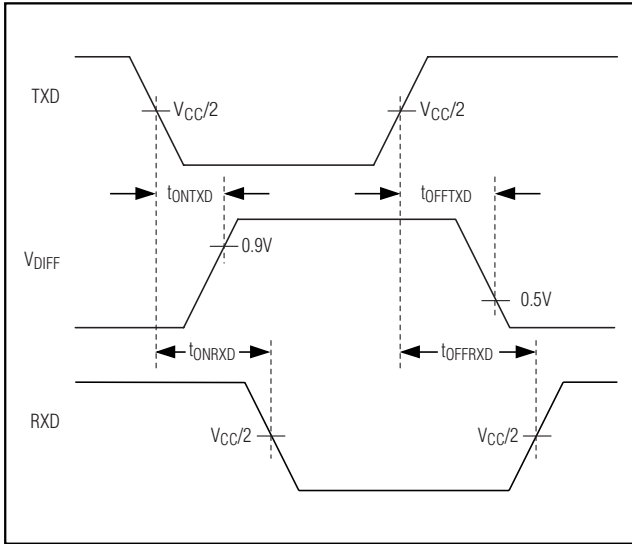 TXD
VCC/2
VCC/2
tONTXD
tOFFTXD
VDIFF
0.9V
0.5V
tONRXD
tOFFRXD
RXD
VCC/2
VCC/2